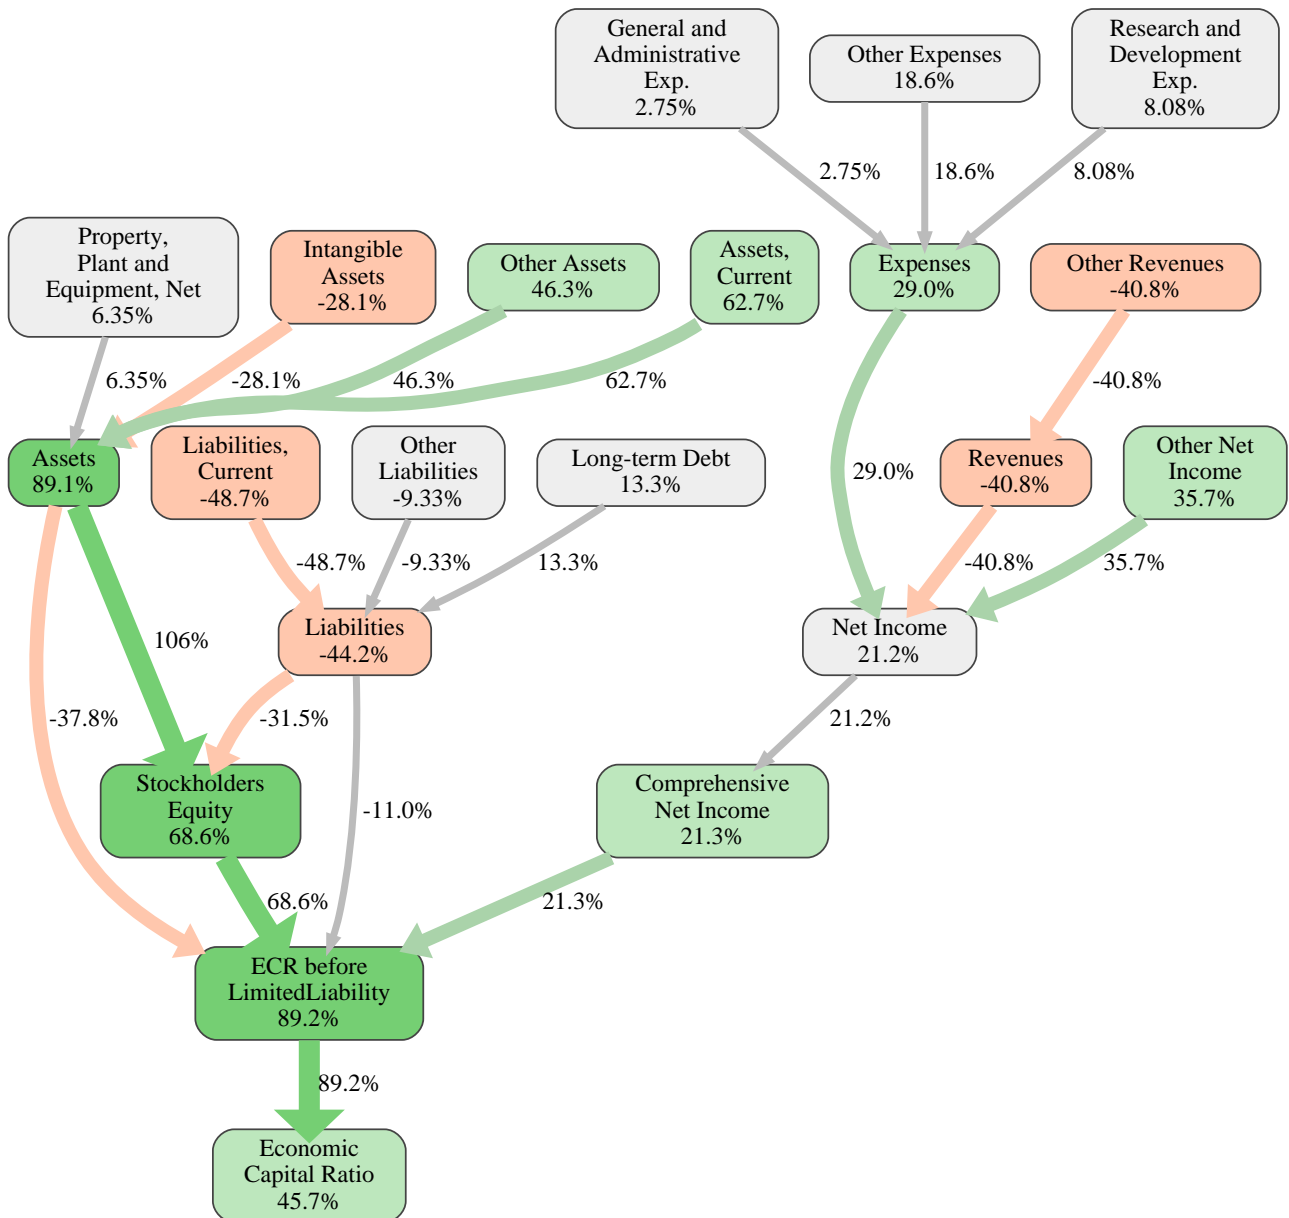 General and
Administrative
Exp.
2.75%
Other Expenses
18.6%
Research and
Development
Exp.
8.08%
2.75%
18.6%
8.08%
Property,
Plant and
Equipment, Net
6.35%
Intangible
Assets
-28.1%
Other Assets
46.3%
Assets,
Current
62.7%
Expenses
29.0%
Other Revenues
-40.8%
6.35%
-28.1%
46.3%
62.7%
-40.8%
Assets
89.1%
Liabilities,
Current
-48.7%
Other
Liabilities
-9.33%
Long-term Debt
13.3%
29.0%
Revenues
-40.8%
Other Net
Income
35.7%
-48.7%
-9.33%
13.3%
-40.8%
35.7%
106%
Liabilities
-44.2%
Net Income
21.2%
-37.8%
-31.5%
21.2%
Stockholders
Equity
68.6%
-11.0%
Comprehensive
Net Income
21.3%
68.6%
21.3%
ECR before
LimitedLiability
89.2%
89.2%
Economic
Capital Ratio
45.7%